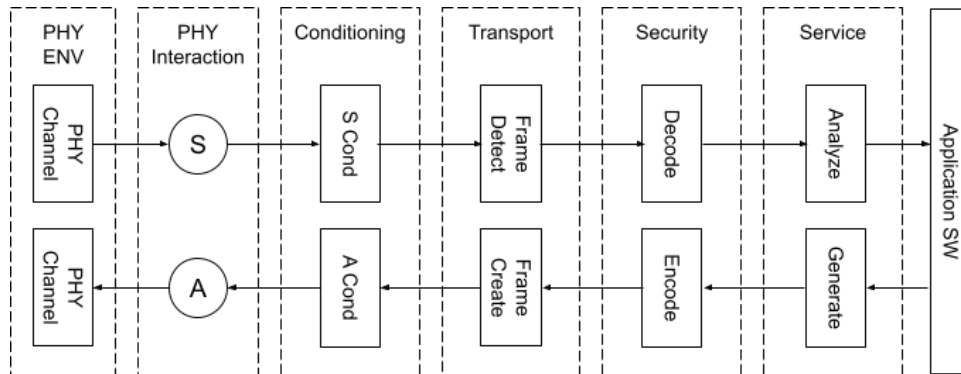 PHY
ENV
PHY
Interaction
Conditioning
Transport
Security
Service
PHY
Channel
S
S Cond
Frame
Detect
Decode
Analyze
Application SW
PHY
Channel
A
A Cond
Frame
Create
Encode
Generate